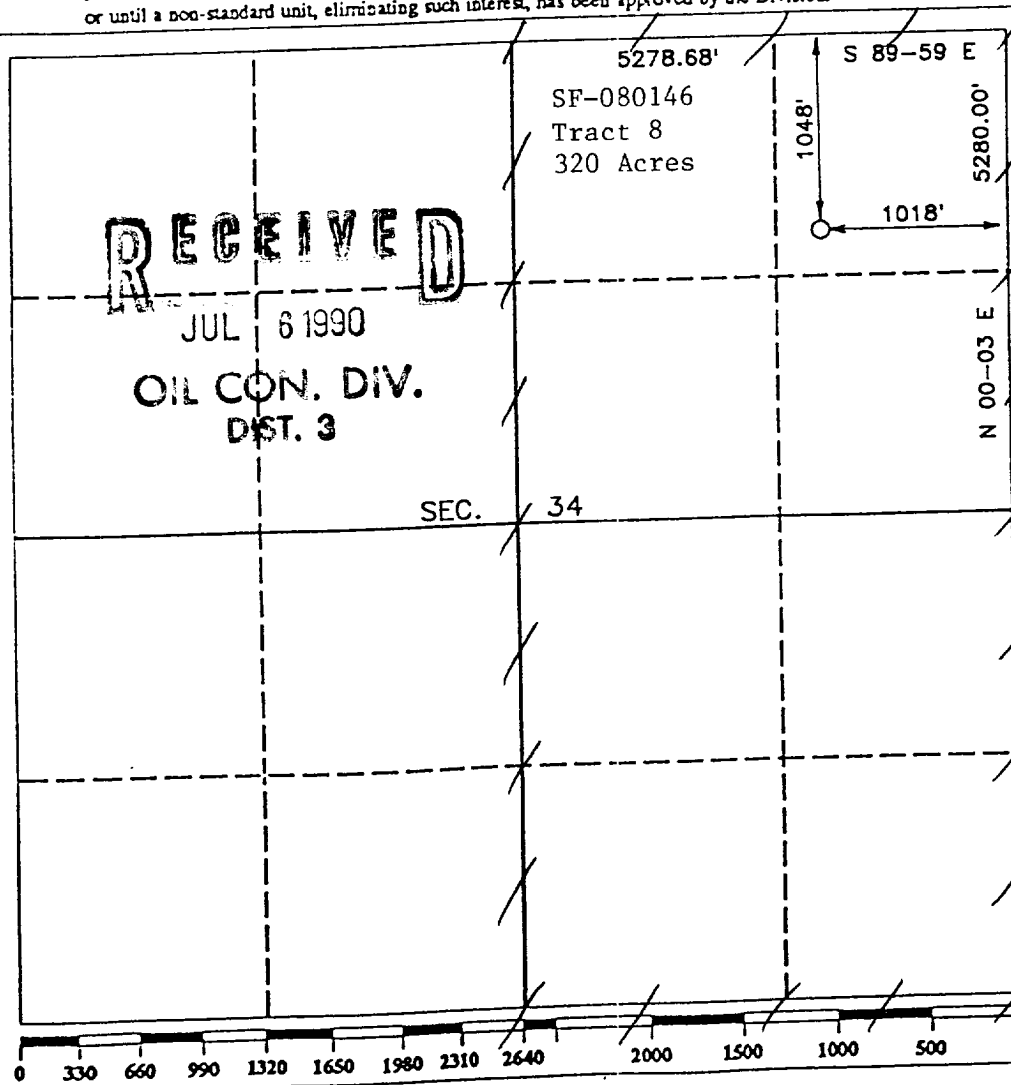 or until a non-standard unit, eliminating such interest, has been approved by the Division.
5278.68'
S 89-59 E
SF-080146
Tract 8
320 Acres
1048'
5280.00'
1018'
RECEIVED
JUL 6 1990
OIL CON. DIV.
DIST. 3
N 00-03 E
SEC. 34
0 330 660 990 1320 1650 1980 2310 2640 2000 1500 1000 500